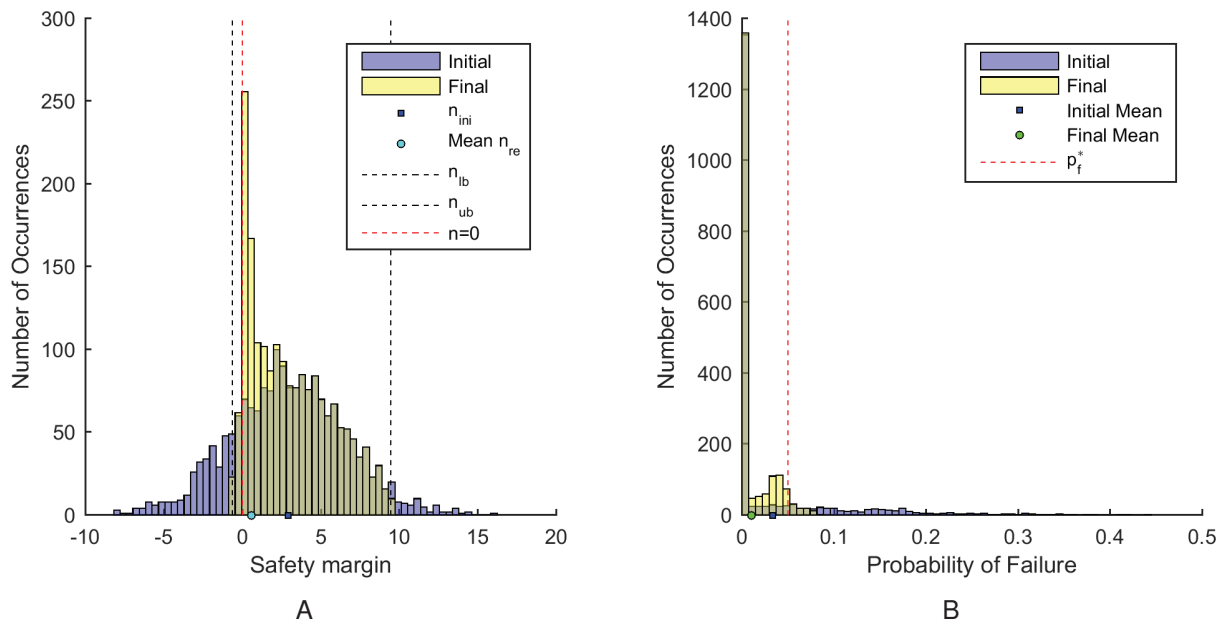 300
250
200
150
100
50
0
-10
-5
0
5
10
15
20
Number of Occurrences
Safety margin
Initial
Final
n_ini
Mean n_re
n_lb
n_ub
n=0
A
1400
1200
1000
800
600
400
200
0
0
0.1
0.2
0.3
0.4
0.5
Number of Occurrences
Probability of Failure
Initial
Final
Initial Mean
Final Mean
p_f^*
B